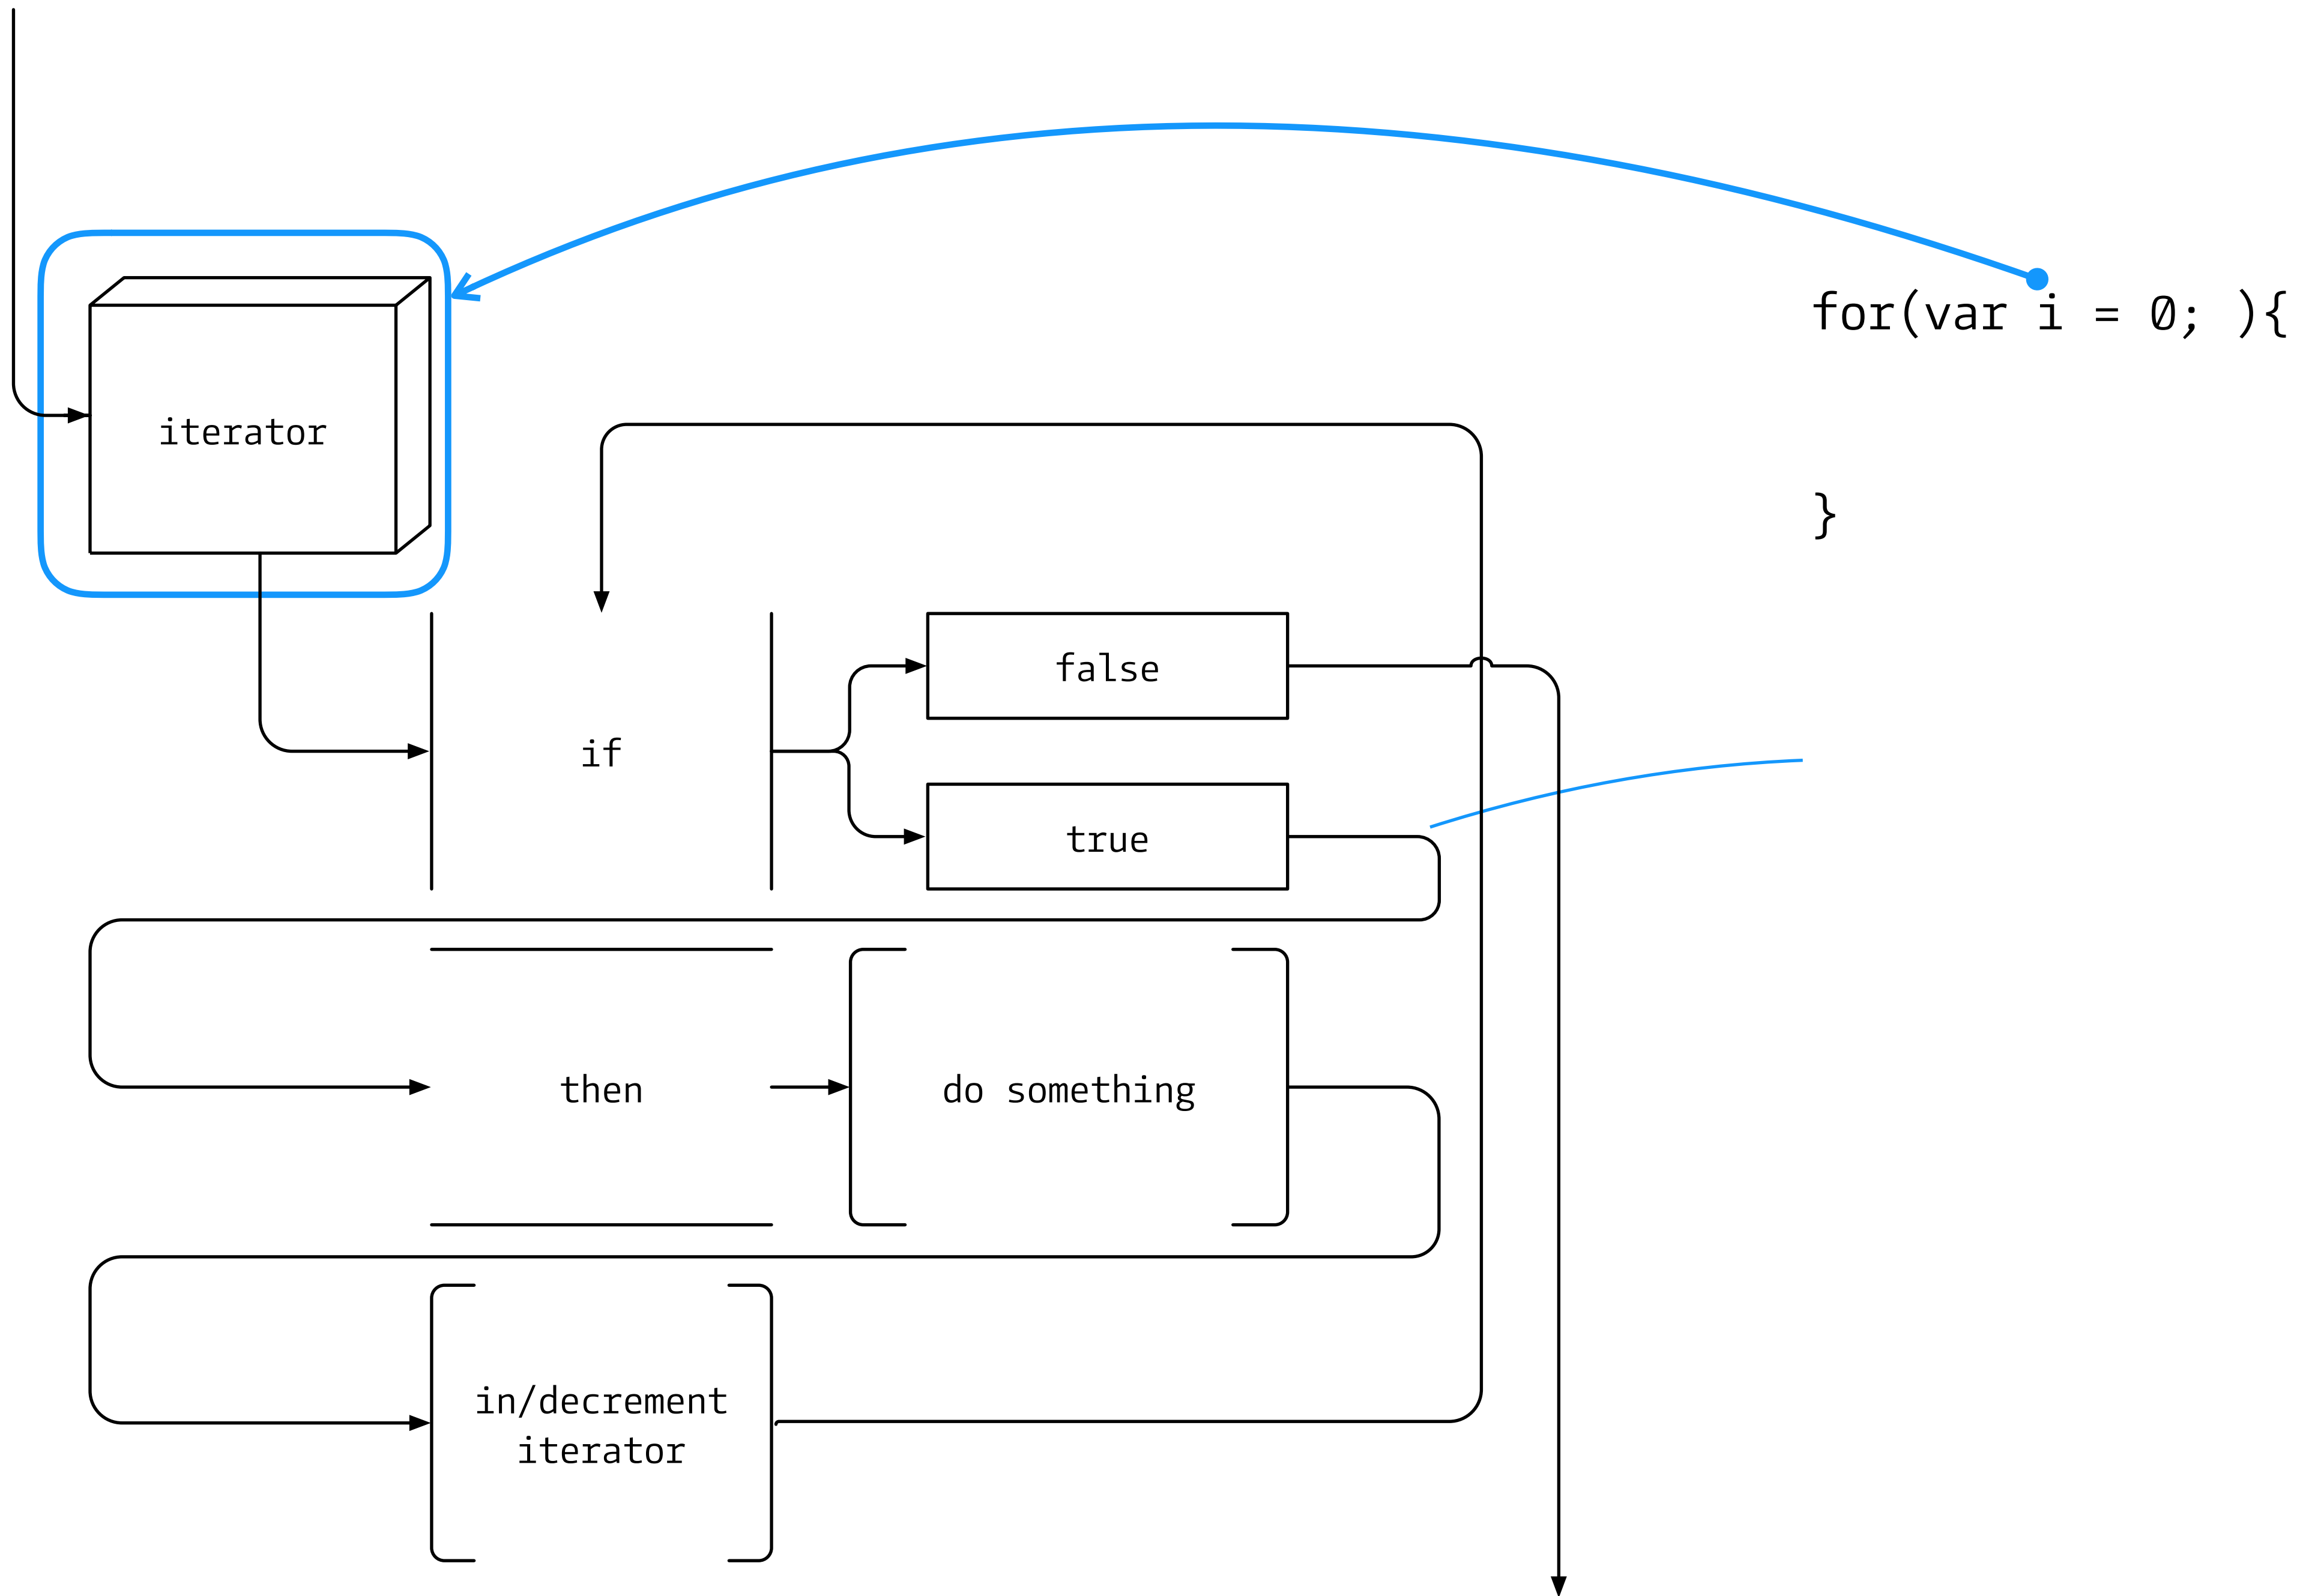 for(var i = 0; ){
}
iterator
if
false
true
then
do something
in/decrement
iterator